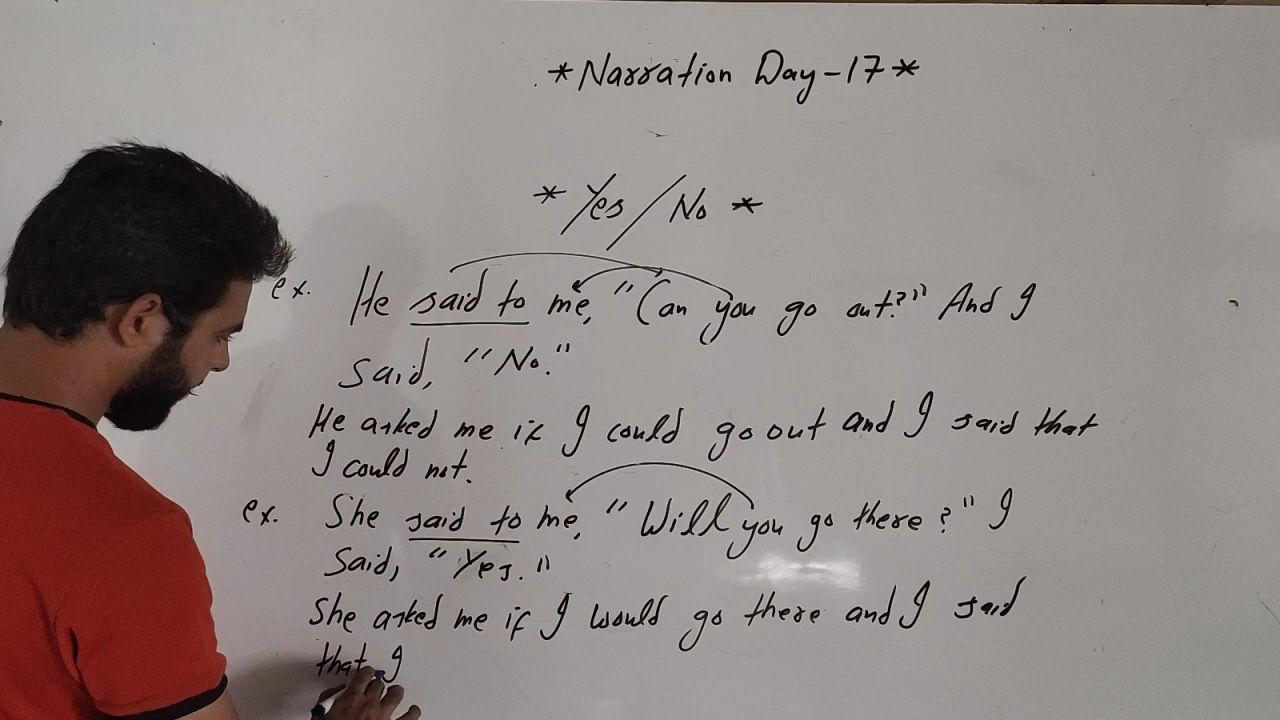 *Narration Day-17*
*Yes/No*
ex. He said to me, "Can you go out?" And I
said, "No."
He asked me if I could go out and I said that
I could not.
ex. She said to me, "Will you go there?" I
Said, "Yes."
She asked me if I would go there and I said
that I